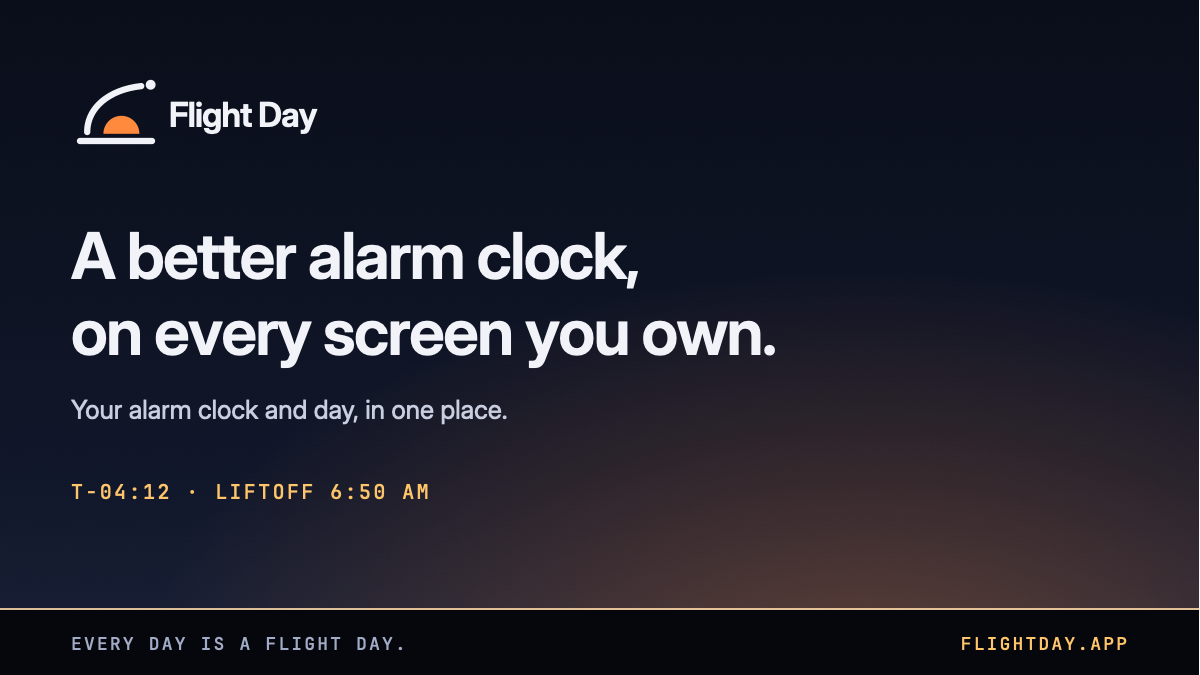 Flight Day
A better alarm clock,
on every screen you own.
Your alarm clock and day, in one place.
T-04:12 · LIFTOFF 6:50 AM
EVERY DAY IS A FLIGHT DAY.
FLIGHTDAY.APP